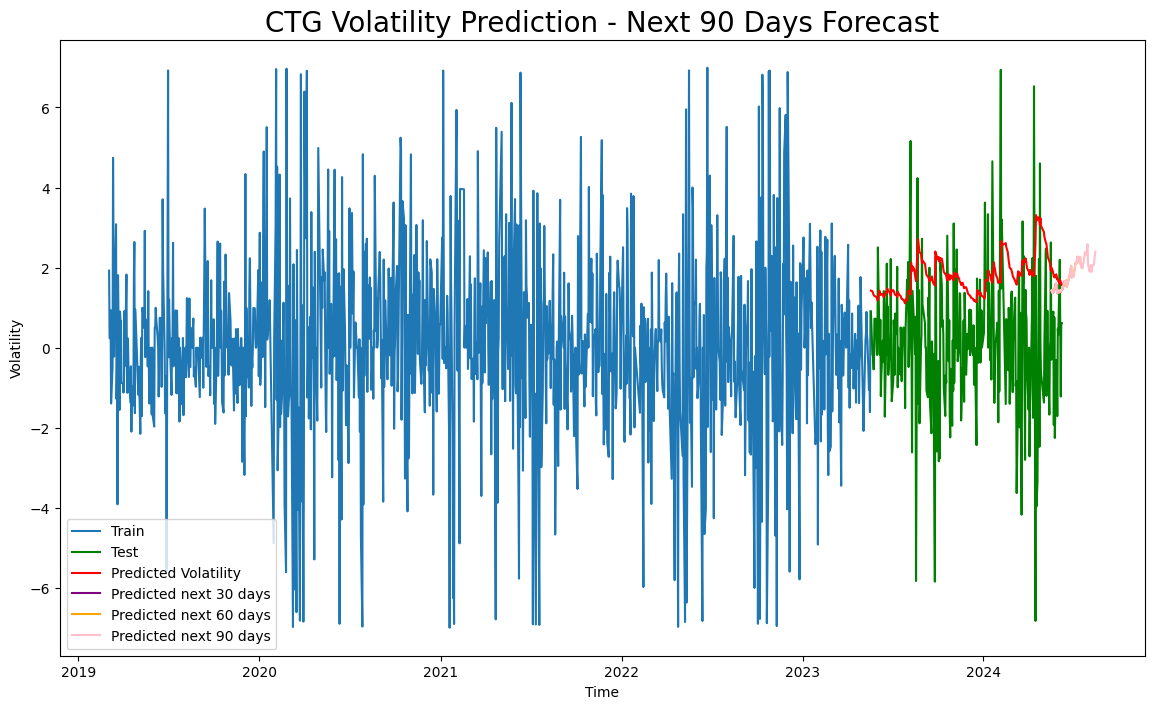 CTG Volatility Prediction - Next 90 Days Forecast
Volatility
6
4
2
0
−2
−4
−6
Train
Test
Predicted Volatility
Predicted next 30 days
Predicted next 60 days
Predicted next 90 days
2019 2020 2021 2022 2023 2024
Time